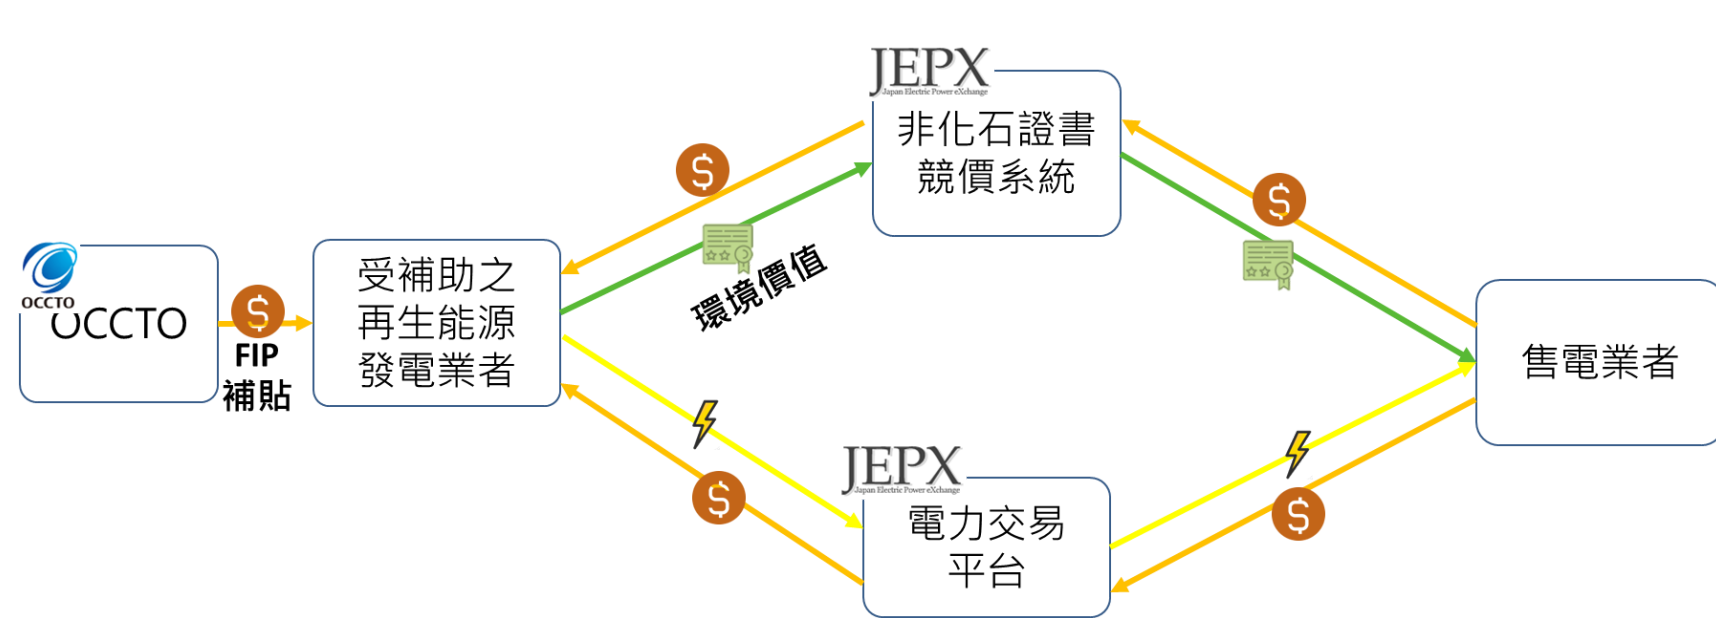 JEPX
Japan Electric Power eXchange
非化石證書
競價系統
OCCTO
OCCTO
FIP
補貼
受補助之
再生能源
發電業者
環境價值
售電業者
JEPX
Japan Electric Power eXchange
電力交易
平台